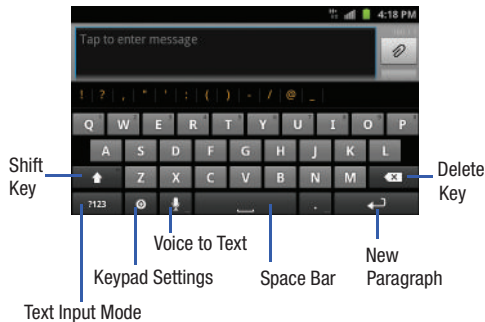 4:18 PM
Tap to enter message
! ? , " ' : ( ) - / @ _
Q W E R T Y U I O P
A S D F G H J K L
Shift Key
Z X C V B N M
Delete Key
?123
.
Voice to Text
New Paragraph
Keypad Settings
Space Bar
Text Input Mode